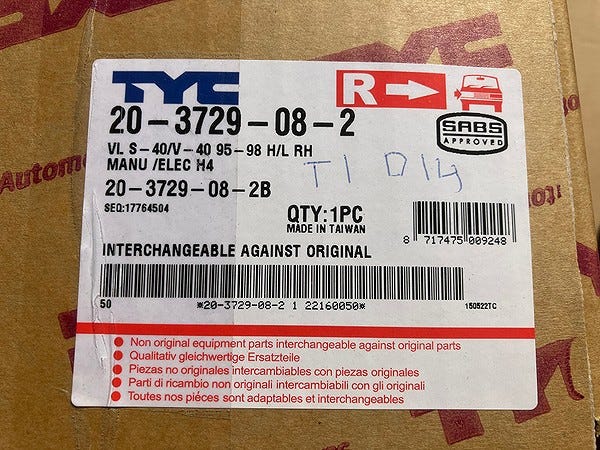 TYC
R
20-3729-08-2
VL S-40/V-40 95-98 H/L RH
MANU /ELEC H4
SABS
APPROVED
T1 D14
20-3729-08-2B
SEQ:17764504
QTY:1PC
MADE IN TAIWAN
8 717475 009248
INTERCHANGEABLE AGAINST ORIGINAL
50 *20-3729-08-2 1 22160050* 150522TC
Non original equipment parts interchangeable against original parts
Qualitativ gleichwertige Ersatzteile
Piezas no originales intercambiables con piezas originales
Parti di ricambio non originali intercambiabili con gli originali
Toutes nos piéces sont adaptables et interchangeables
Automo
TYC